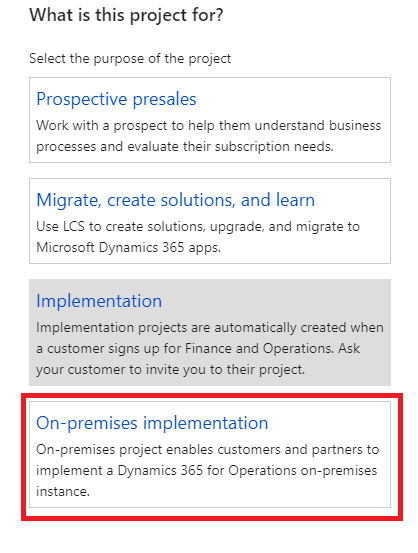 What is this project for?
Select the purpose of the project
Prospective presales
Work with a prospect to help them understand business
processes and evaluate their subscription needs.
Migrate, create solutions, and learn
Use LCS to create solutions, upgrade, and migrate to
Microsoft Dynamics 365 apps.
Implementation
Implementation projects are automatically created when
a customer signs up for Finance and Operations. Ask
your customer to invite you to their project.
On-premises implementation
On-premises project enables customers and partners to
implement a Dynamics 365 for Operations on-premises
instance.